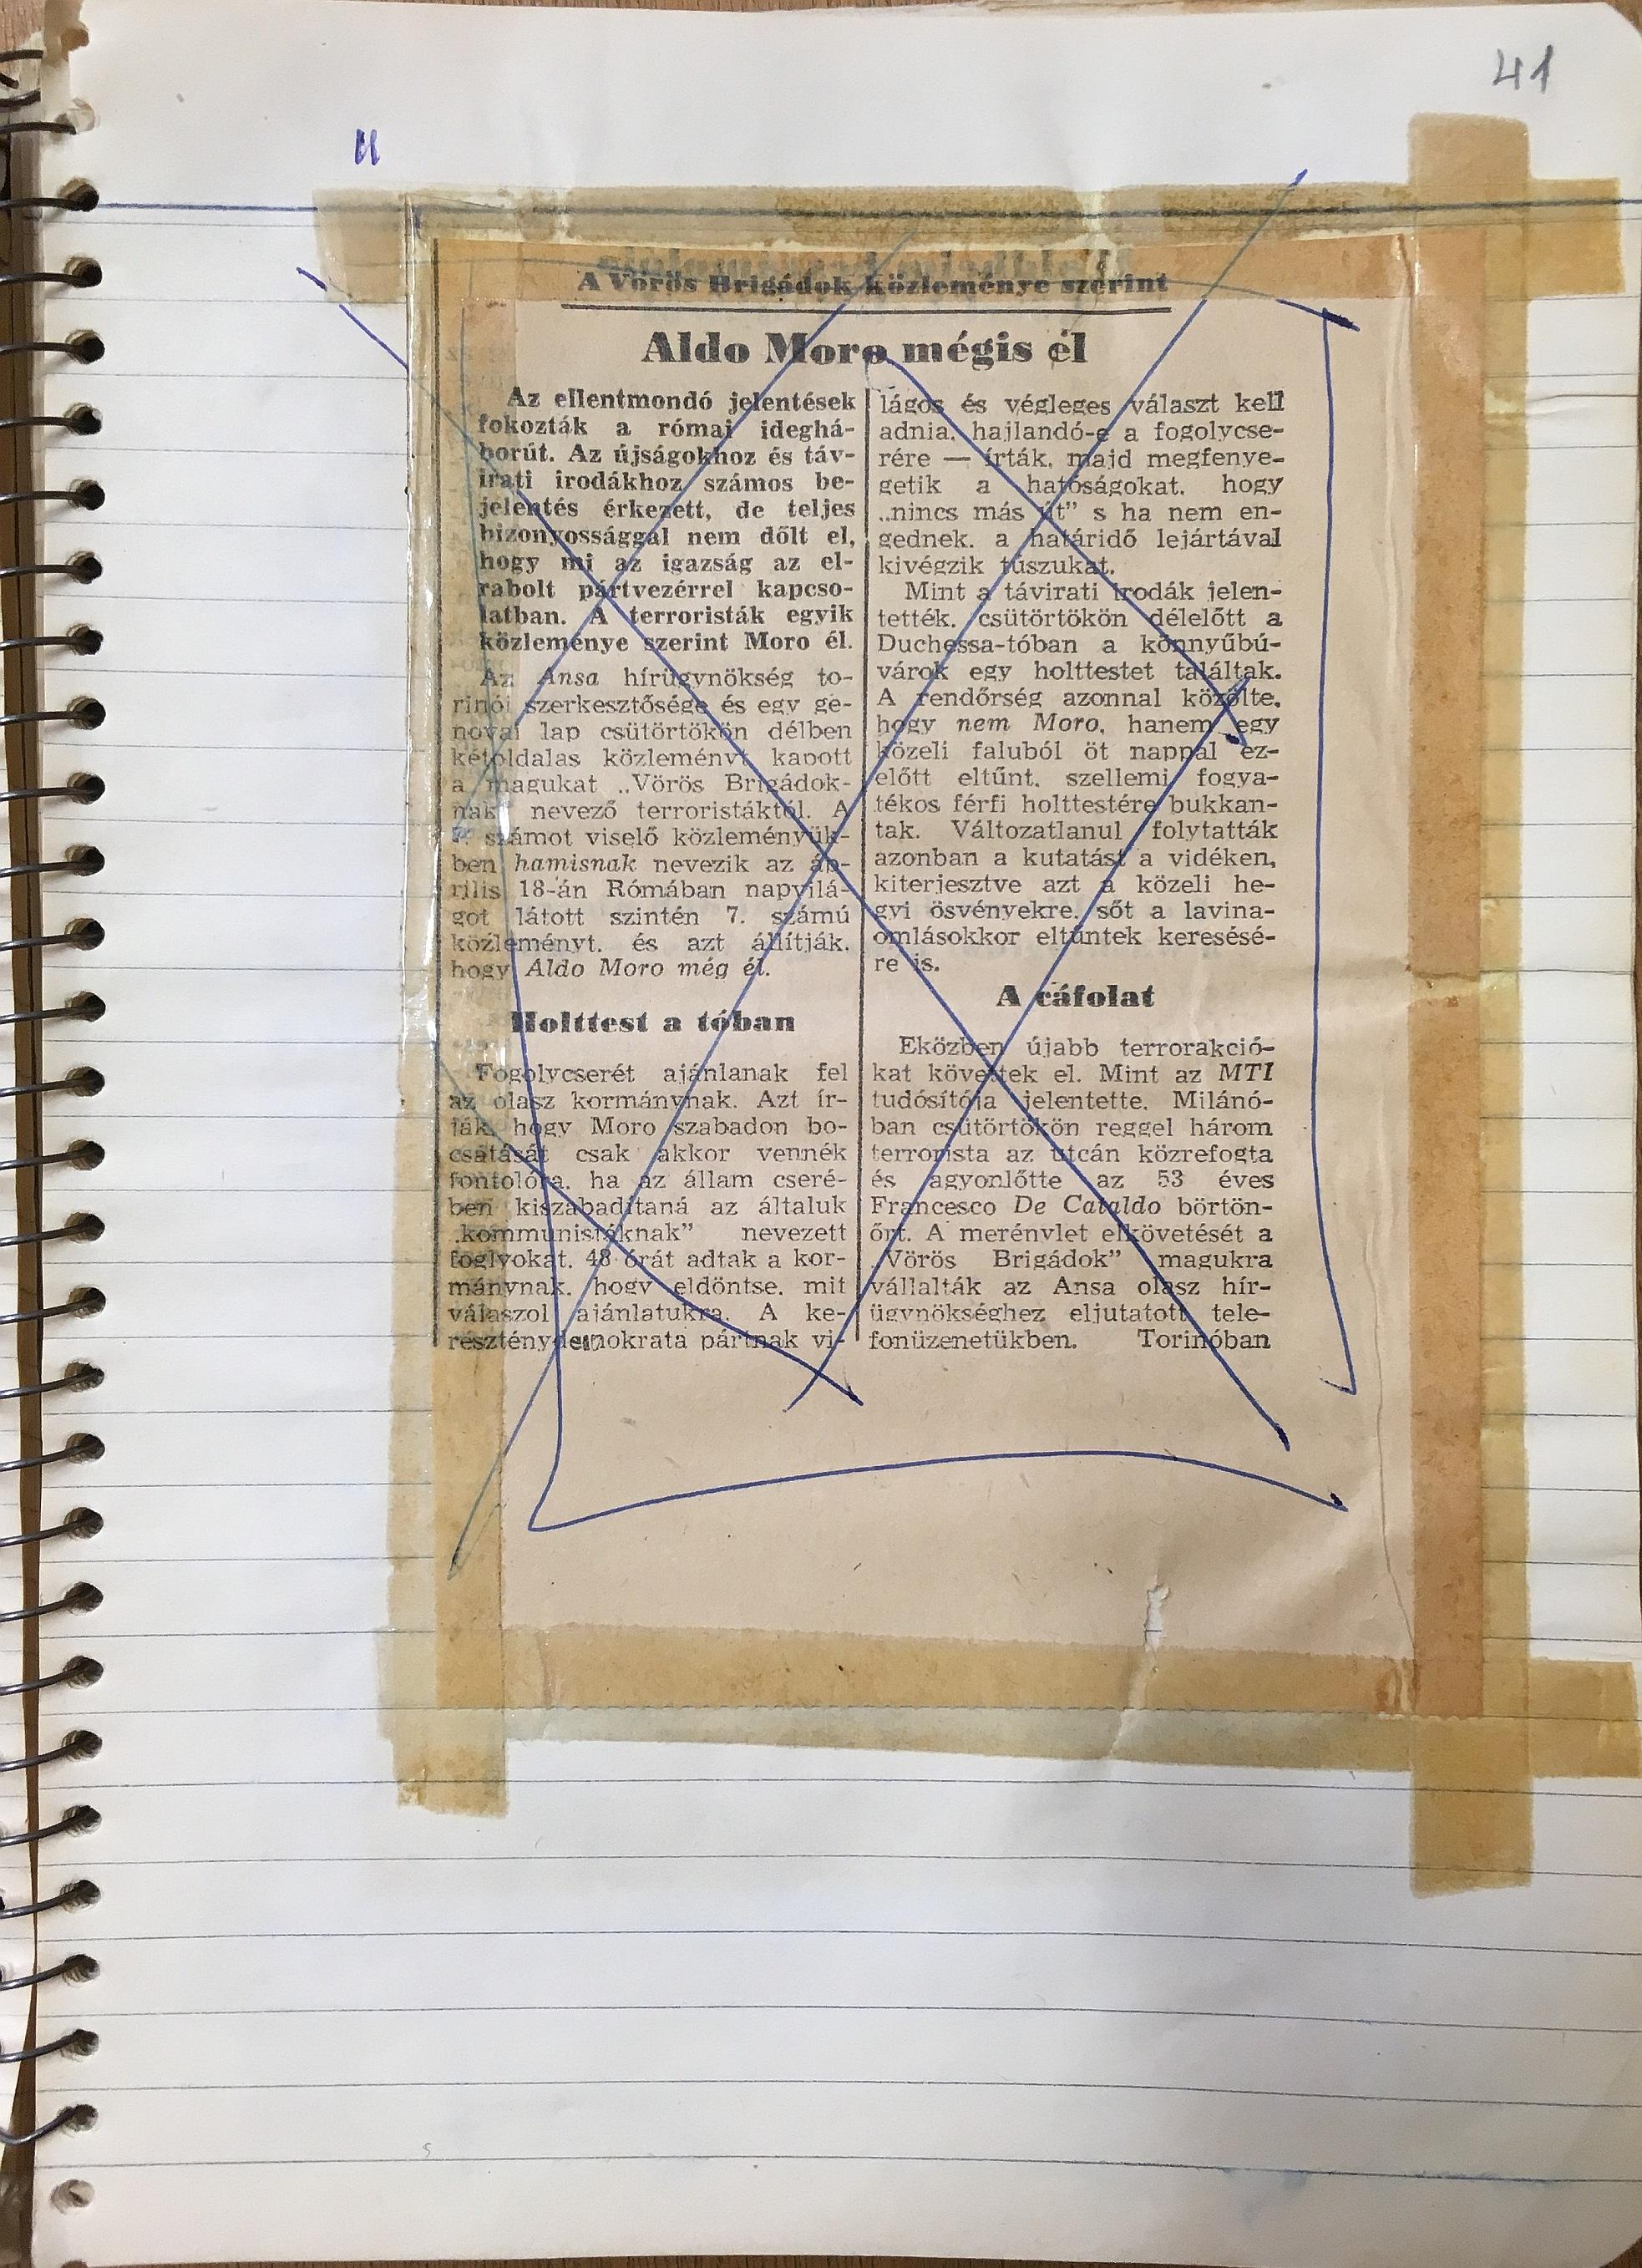 41
"
A Vörös Brigádok közleménye szerint
Aldo Moro mégis él
Az ellentmondó jelentések
fokozták a római ideghá-
borút. Az újságokhoz és táv-
irati irodákhoz számos be-
jelentés érkezett, de teljes
bizonyossággal nem dőlt el,
hogy mi az igazság az el-
rabolt pártvezérrel kapcso-
latban. A terroristák egyik
közleménye szerint Moro él.
Az Ansa hírügynökség to-
rinói szerkesztősége és egy ge-
novai lap csütörtökön délben
kétoldalas közleményt kapott
a magukat „Vörös Brigádok-
nak" nevező terroristáktól. A
7. számot viselő közleményük-
ben hamisnak nevezik az áp-
rilis 18-án Rómában napvilá-
got látott szintén 7. számú
közleményt, és azt állítják,
hogy Aldo Moro még él.
Holttest a tóban
Fogolycserét ajánlanak fel
az olasz kormánynak. Azt ír-
ják, hogy Moro szabadon bo-
csátását csak akkor vennék
fontolóra, ha az állam cseré-
ben kiszabadítaná az általuk
„kommunistáknak" nevezett
foglyokat. 48 órát adtak a kor-
mánynak, hogy eldöntse, mit
válaszol ajánlatukra. A ke-
reszténydemokrata pártnak vi-
lágos és végleges választ kell
adnia, hajlandó-e a fogolycse-
rére — írták, majd megfenye-
getik a hatóságokat, hogy
„nincs más út" s ha nem en-
gednek, a határidő lejártával
kivégzik túszukat.
Mint a távirati irodák jelen-
tették, csütörtökön délelőtt a
Duchessa-tóban a könnyűbú-
várok egy holttestet találtak.
A rendőrség azonnal közölte,
hogy nem Moro, hanem egy
közeli faluból öt nappal ez-
előtt eltűnt, szellemi fogya-
tékos férfi holttestére bukkan-
tak. Változatlanul folytatták
azonban a kutatást a vidéken,
kiterjesztve azt a közeli he-
gyi ösvényekre, sőt a lavina-
omlásokkor eltűntek keresésé-
re is.
A cáfolat
Eközben újabb terrorakció-
kat követtek el. Mint az MTI
tudósítója jelentette, Milánó-
ban csütörtökön reggel három
terrorista az utcán közrefogta
és agyonlőtte az 53 éves
Francesco De Cataldo börtön-
őrt. A merénylet elkövetését a
„Vörös Brigádok" magukra
vállalták az Ansa olasz hír-
ügynökséghez eljutatott tele-
fonüzenetükben. Torinóban